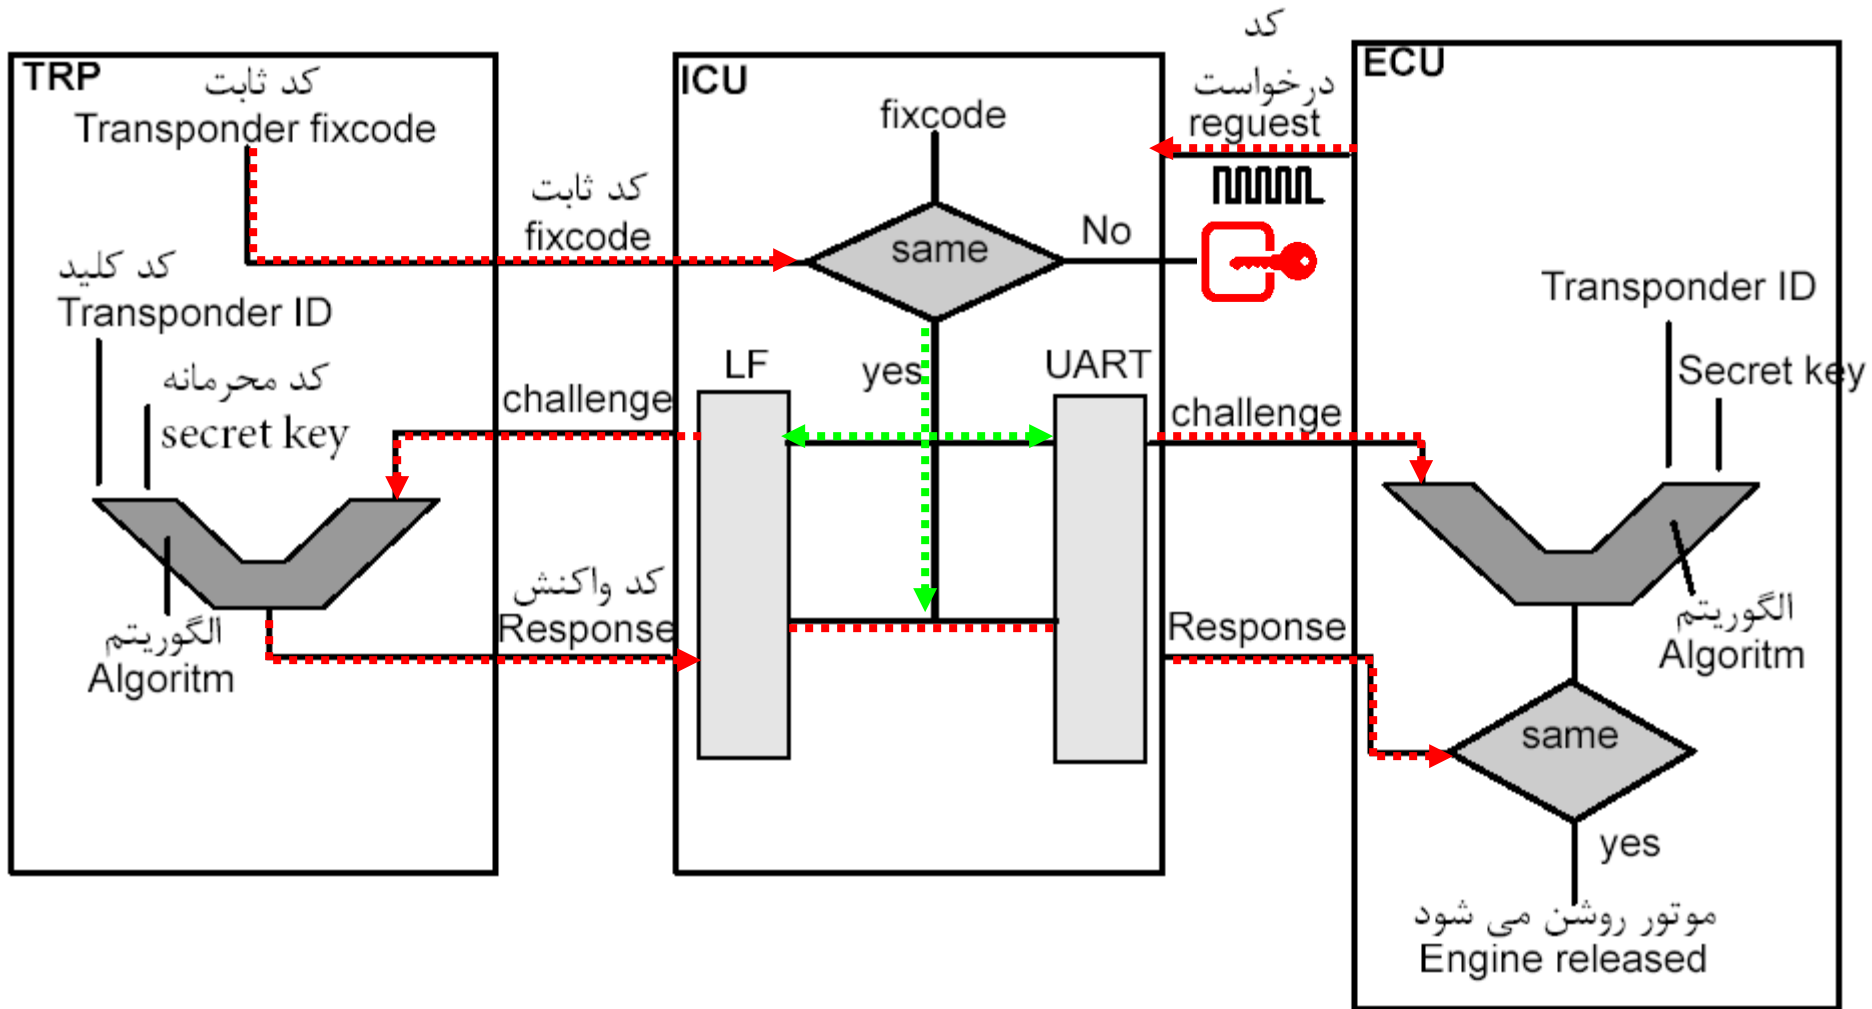 TRP
کد ثابت
Transponder fixcode
کد کلید
Transponder ID
کد محرمانه
secret key
الگوریتم
Algoritm
کد ثابت
fixcode
challenge
کد واکنش
Response
ICU
fixcode
same
No
yes
LF
UART
کد
درخواست
reguest
challenge
Response
ECU
Transponder ID
Secret key
الگوریتم
Algoritm
same
yes
موتور روشن می شود
Engine released